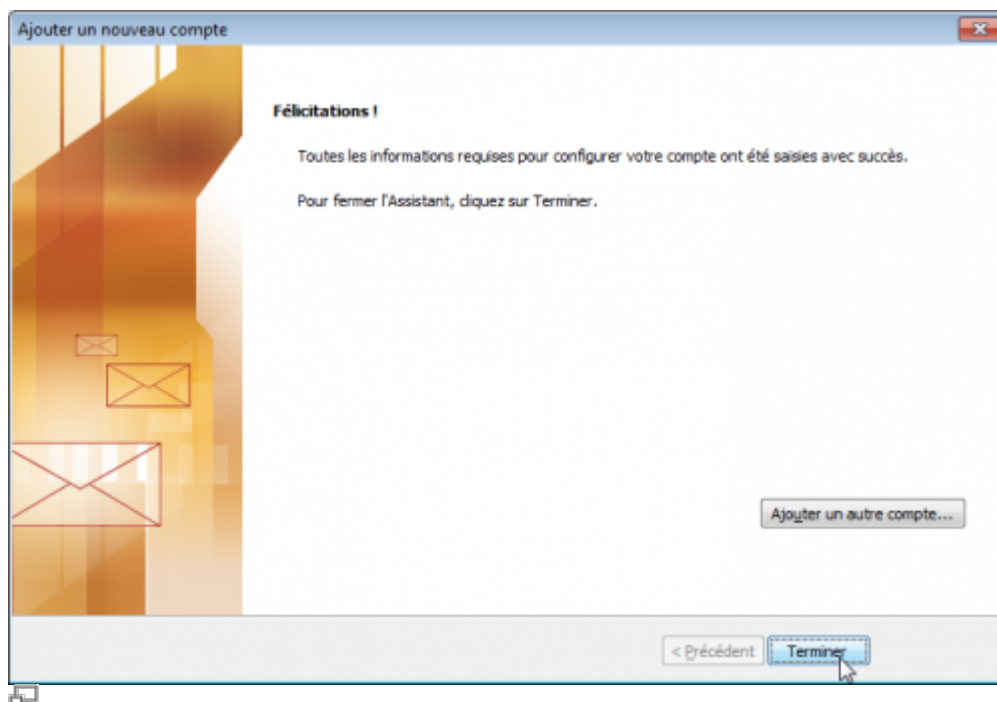 Ajouter un nouveau compte
Félicitations !
Toutes les informations requises pour configurer votre compte ont été saisies avec succès.
Pour fermer l'Assistant, cliquez sur Terminer.
Ajouter un autre compte...
< Précédent Terminer